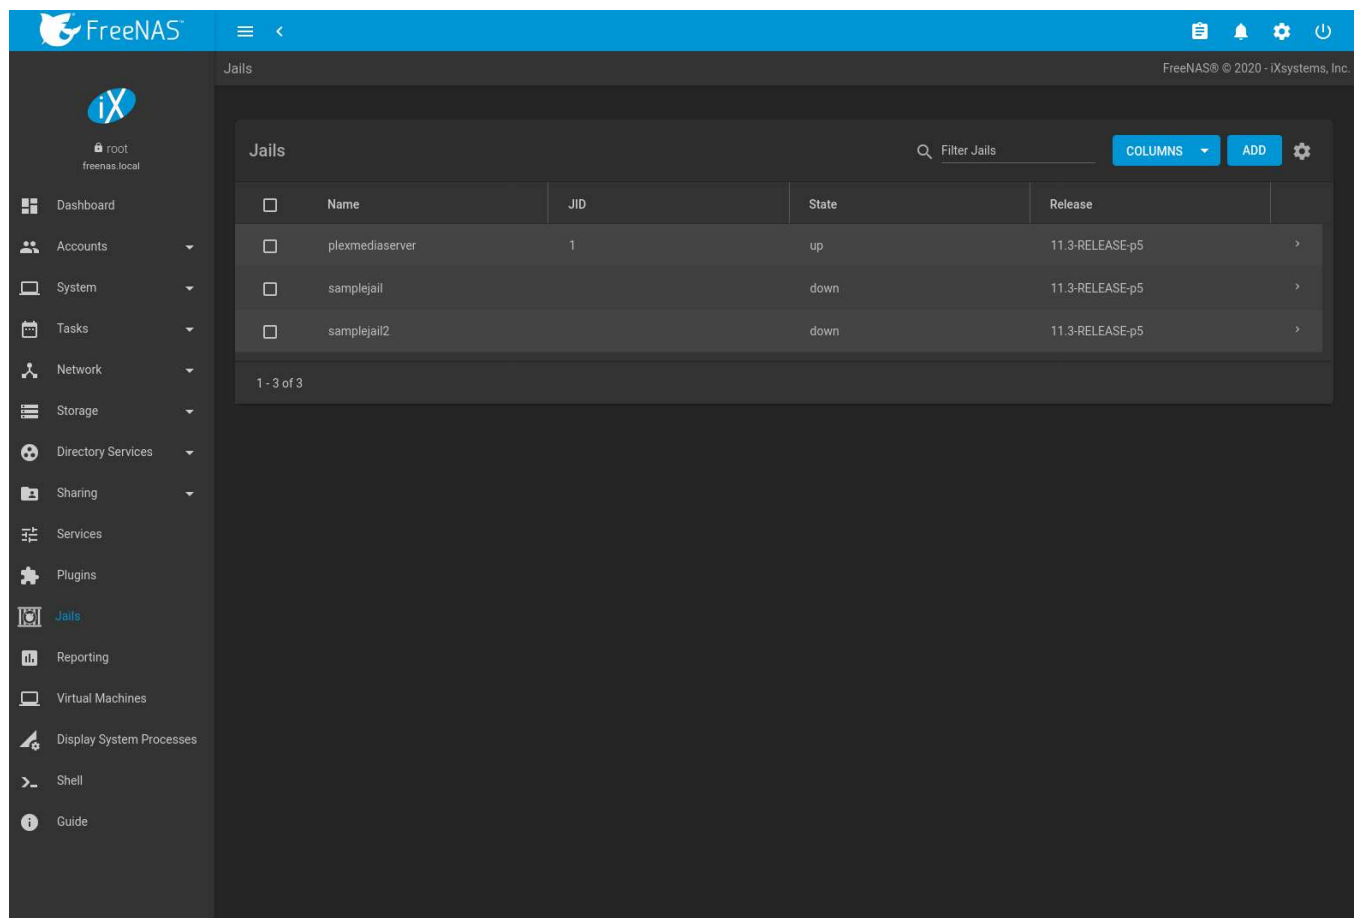 FreeNAS™
Jails
FreeNAS® © 2020 - iXsystems, Inc.
iX
root
freenas.local
Dashboard
Accounts
System
Tasks
Network
Storage
Directory Services
Sharing
Services
Plugins
Jails
Reporting
Virtual Machines
Display System Processes
Shell
Guide
Jails
Filter Jails
COLUMNS
ADD
Name JID State Release
plexmediaserver 1 up 11.3-RELEASE-p5
samplejail down 11.3-RELEASE-p5
samplejail2 down 11.3-RELEASE-p5
1 - 3 of 3